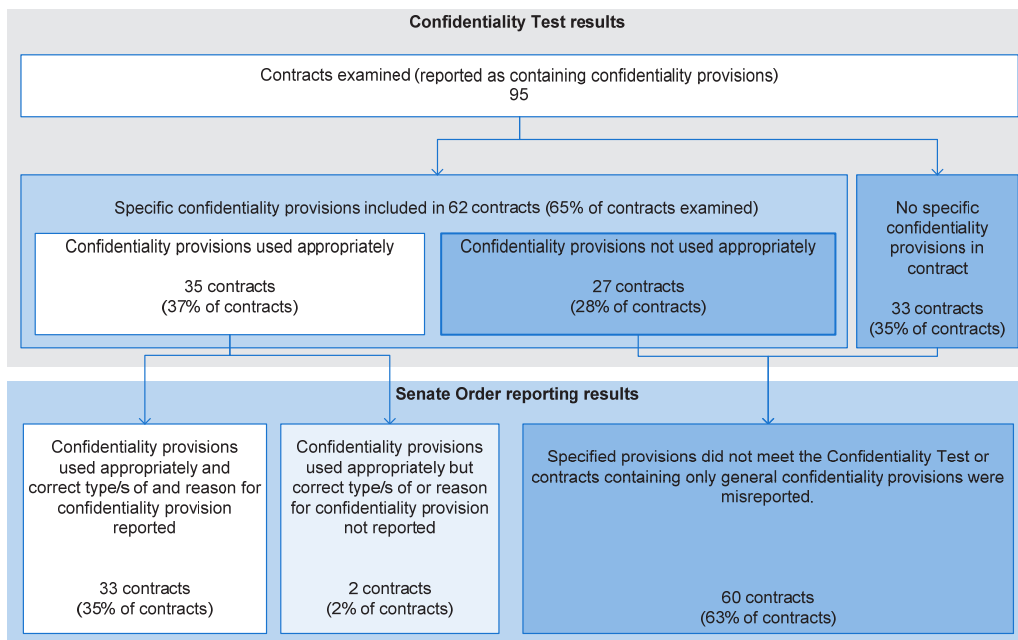 Confidentiality Test results
Contracts examined (reported as containing confidentiality provisions)
95
Specific confidentiality provisions included in 62 contracts (65% of contracts examined)
Confidentiality provisions used appropriately
35 contracts
(37% of contracts)
Confidentiality provisions not used appropriately
27 contracts
(28% of contracts)
No specific
confidentiality
provisions in
contract
33 contracts
(35% of contracts)
Senate Order reporting results
Confidentiality provisions
used appropriately and
correct type/s of and reason for
confidentiality provision
reported
33 contracts
(35% of contracts)
Confidentiality provisions
used appropriately but
correct type/s of or reason
for confidentiality provision
not reported
2 contracts
(2% of contracts)
Specified provisions did not meet the Confidentiality Test or
contracts containing only general confidentiality provisions were
misreported.
60 contracts
(63% of contracts)